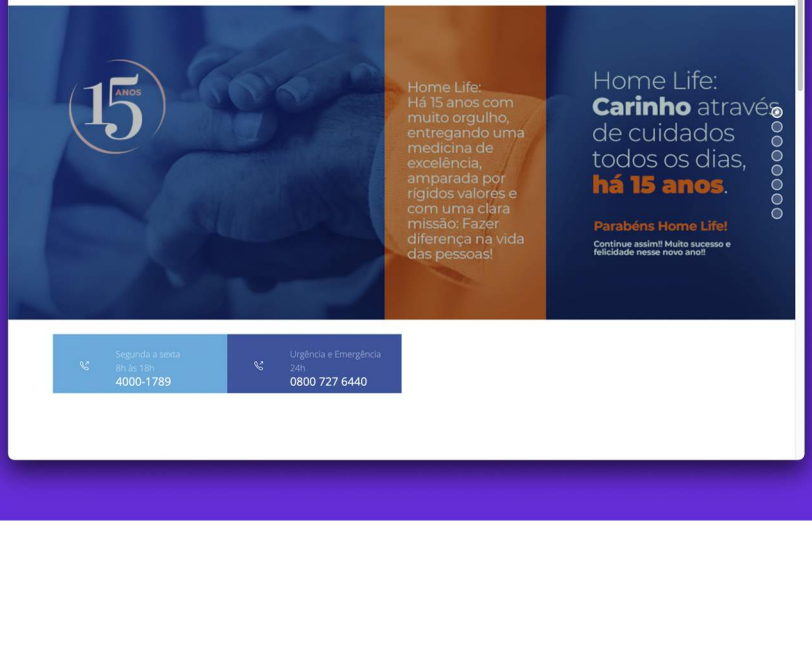 15
ANOS
Home Life:
Há 15 anos com
muito orgulho,
entregando uma
medicina de
excelência,
amparada por
rígidos valores e
com uma clara
missão: Fazer
diferença na vida
das pessoas!
Home Life:
Carinho através
de cuidados
todos os dias,
há 15 anos.
Parabéns Home Life!
Continue assim!! Muito sucesso e
felicidade nesse novo ano!!
Segunda a sexta
8h às 18h
4000-1789
Urgência e Emergência
24h
0800 727 6440